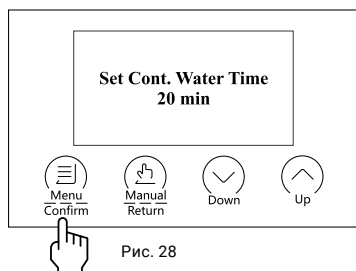 Set Cont. Water Time
20 min
Menu
Confirm
Manual
Return
Down
Up
Рис. 28